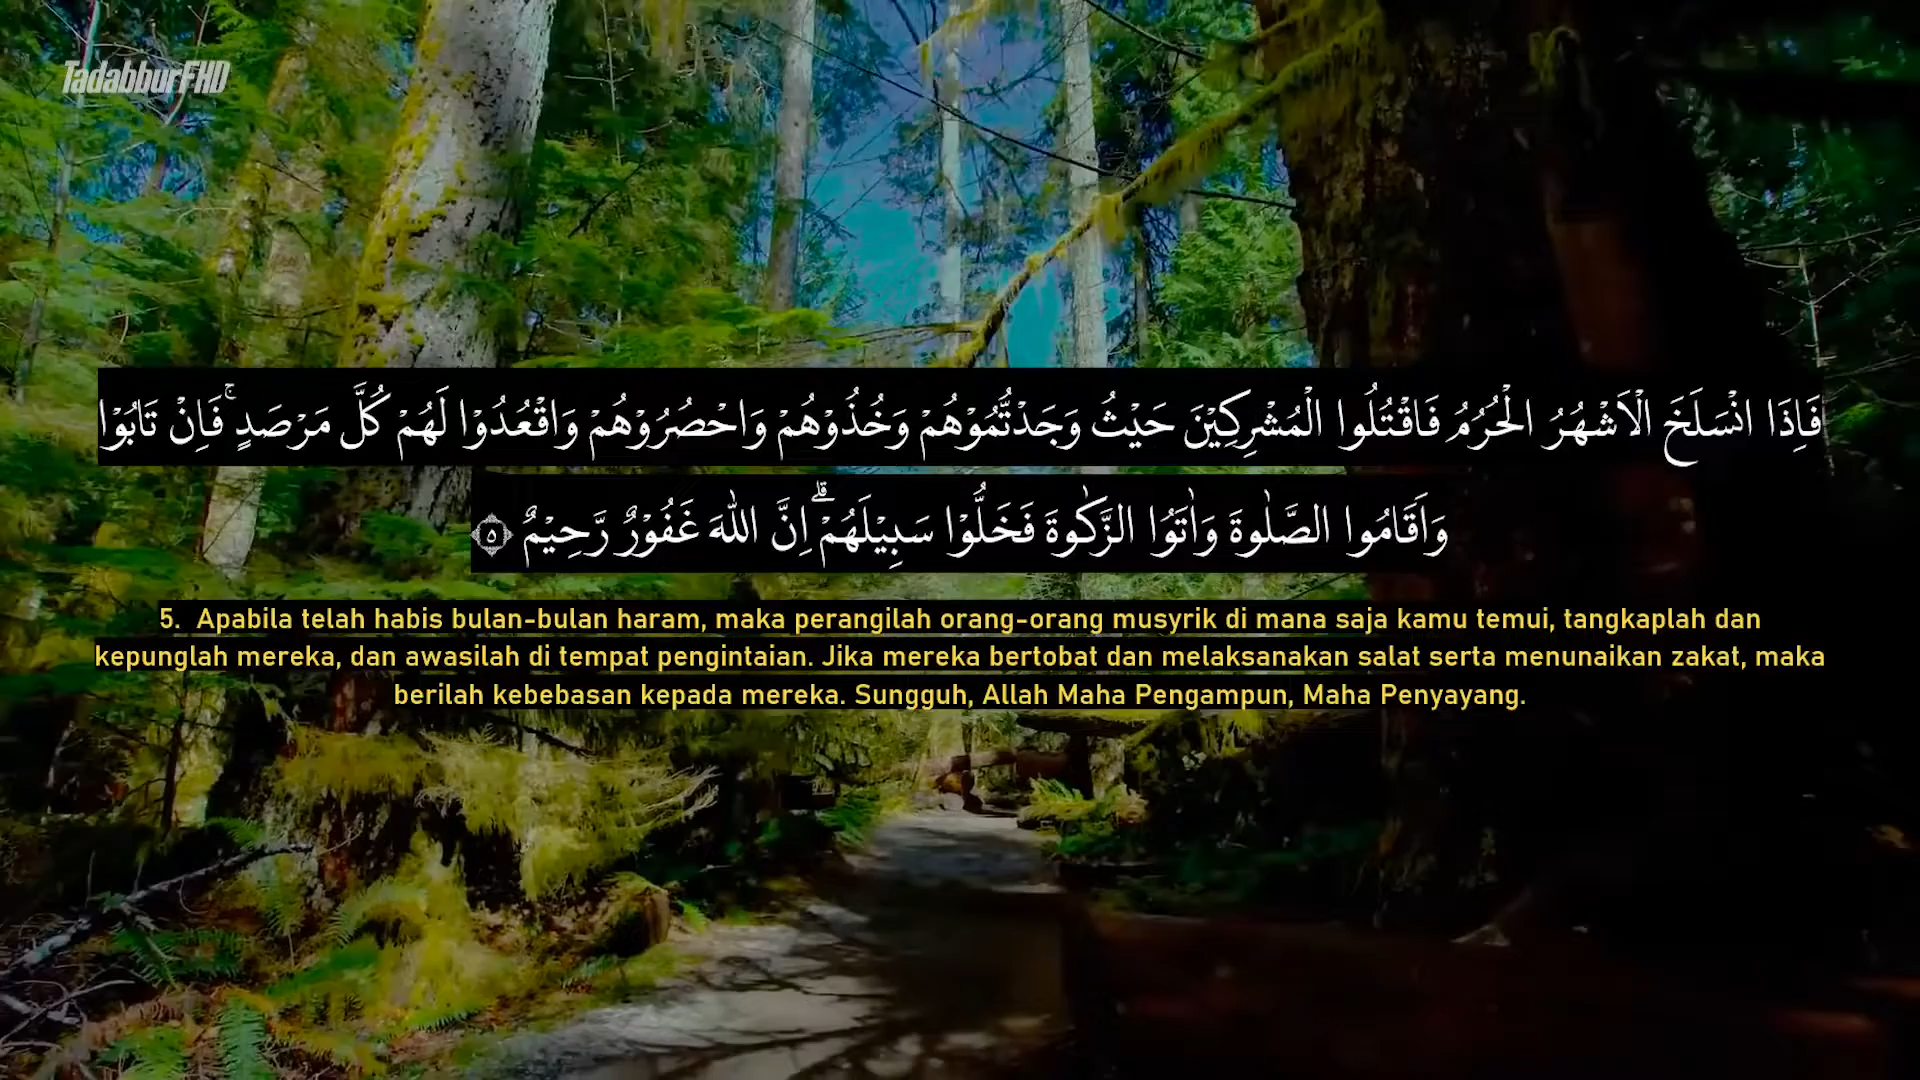 TadabburFHD
فَاِذَا انْسَلَخَ الْاَشْهُرُ الْحُرُمُ فَاقْتُلُوا الْمُشْرِكِيْنَ حَيْثُ وَجَدْتُّمُوْهُمْ وَخُذُوْهُمْ وَاحْصُرُوْهُمْ وَاقْعُدُوْا لَهُمْ كُلَّ مَرْصَدٍۚ فَاِنْ تَابُوْا
وَاَقَامُوا الصَّلٰوةَ وَاٰتَوُا الزَّكٰوةَ فَخَلُّوْا سَبِيْلَهُمْۗ اِنَّ اللّٰهَ غَفُوْرٌ رَّحِيْمٌ ۝٥
5. Apabila telah habis bulan-bulan haram, maka perangilah orang-orang musyrik di mana saja kamu temui, tangkaplah dan
kepunglah mereka, dan awasilah di tempat pengintaian. Jika mereka bertobat dan melaksanakan salat serta menunaikan zakat, maka
berilah kebebasan kepada mereka. Sungguh, Allah Maha Pengampun, Maha Penyayang.